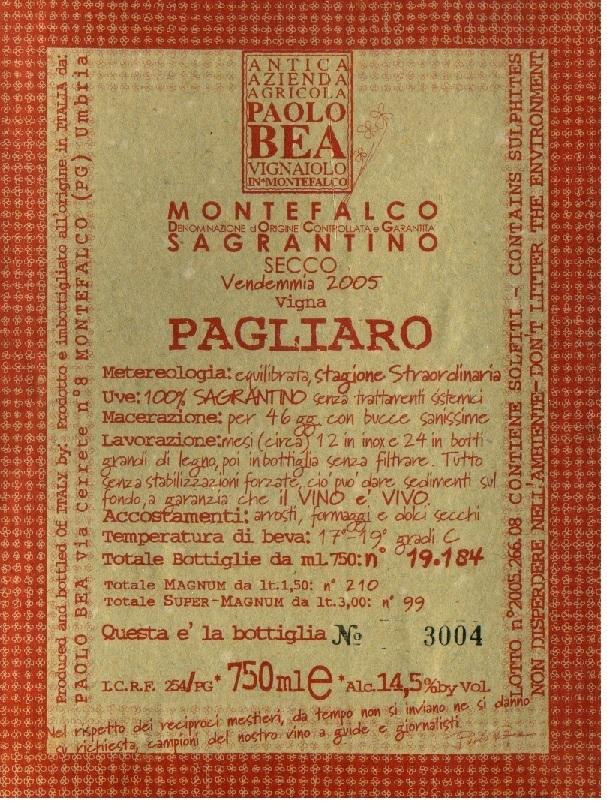 ANTICA
AZIENDA
AGRICOLA
PAOLO
BEA
VIGNAIOLO
IN MONTEFALCO
MONTEFALCO
DENOMINAZIONE di ORIGINE CONTROLLATA e GARANTITA
SAGRANTINO
SECCO
Vendemmia 2005
Vigna
PAGLIARO
Metereologia: equilibrata, stagione Straordinaria
Uve: 100% SAGRANTINO senza trattamenti sistemici
Macerazione: per 46 gg con bucce sanissime
Lavorazione: mesi (circa) 12 in inox e 24 in botti
grandi di legno, poi in bottiglia senza filtrare. Tutto
senza stabilizzazioni forzate, cio' puo' dare sedimenti sul
fondo, a garanzia che il VINO e' VIVO.
Accostamenti: arrosti, formaggi e dolci secchi
Temperatura di beva: 17°-19° gradi C
Totale Bottiglie da ml.750: n° 19.184
Totale MAGNUM da lt.1,50: n° 210
Totale SUPER-MAGNUM da lt.3,00: n° 99
Questa e' la bottiglia No 3004
I.C.R.F. 254/PG* 750ml e *Alc.14,5%by Vol.
Nel rispetto dei reciproci mestieri, da tempo non si inviano ne si danno
su richiesta, campioni del nostro vino a guide e giornalisti.
Produced and bottled Of ITALY by: Prodotto e imbottigliato all'origine in ITALIA da:
PAOLO BEA Via Cerrete n°8 MONTEFALCO (PG) Umbria
LOTTO n°2005.266.08 CONTIENE SOLFITI - CONTAINS SULPHITES
NON DISPERDERE NELL'AMBIENTE-DON'T LITTER THE ENVIRONMENT